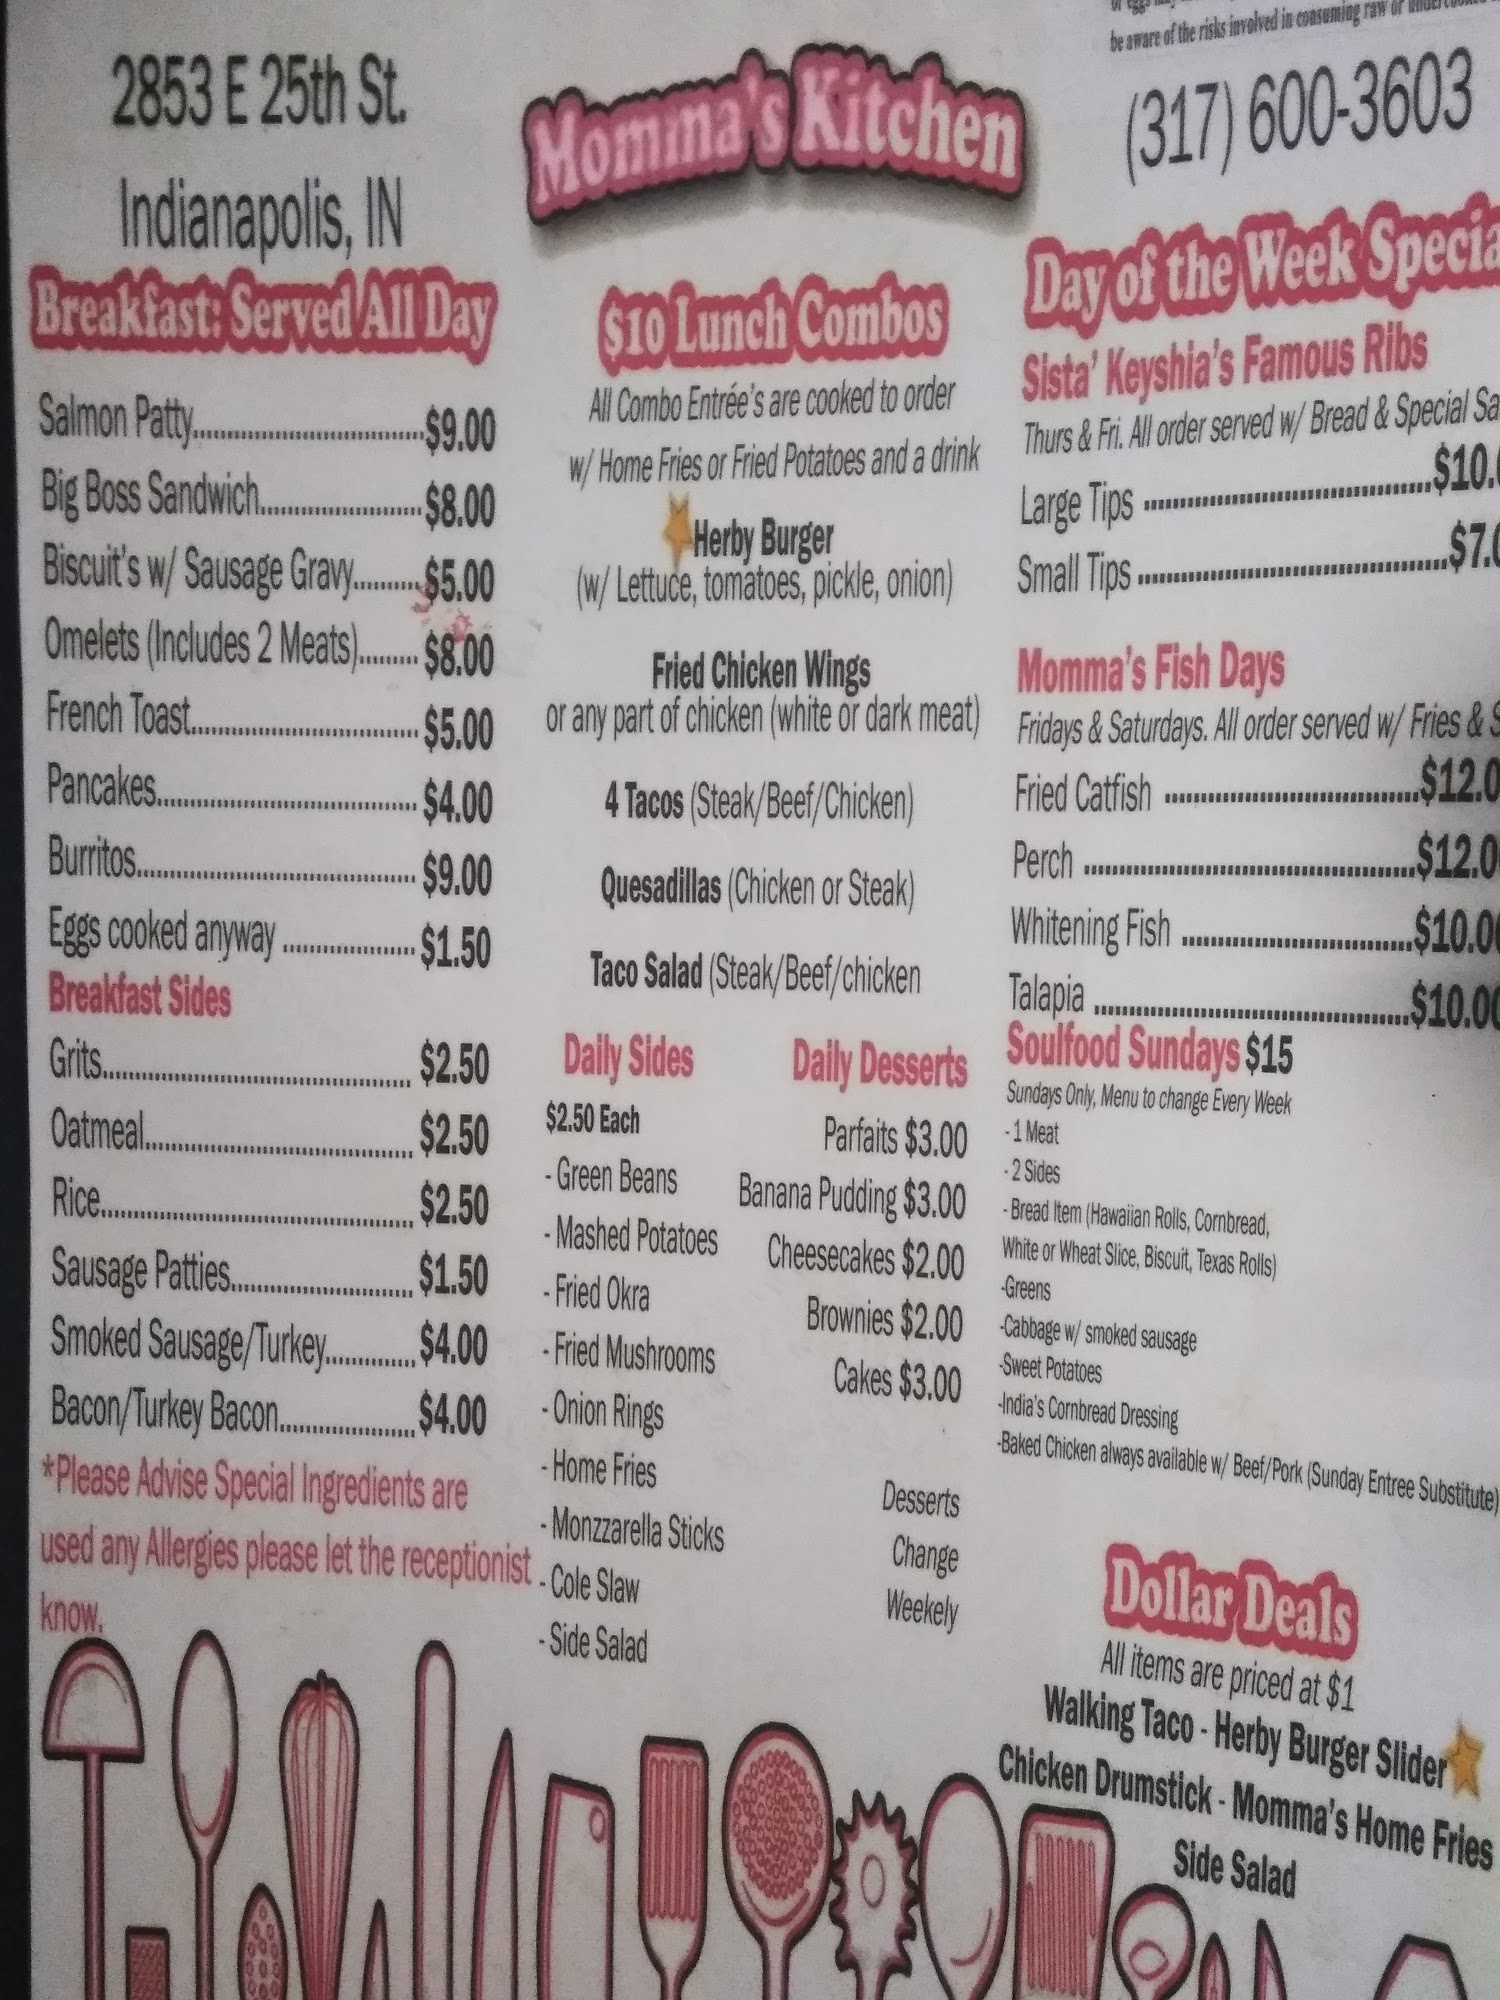 2853 E 25th St.
Indianapolis, IN
Momma's Kitchen
be aware of the risks involved in consuming raw or
(317) 600-3603
Breakfast: Served All Day
Salmon Patty..............................$9.00
Big Boss Sandwich......................$8.00
Biscuit's w/ Sausage Gravy.........$5.00
Omelets (Includes 2 Meats)......... $8.00
French Toast.............................. $5.00
Pancakes.................................. $4.00
Burritos..................................... $9.00
Eggs cooked anyway .................. $1.50
Breakfast Sides
Grits.......................................... $2.50
Oatmeal..................................... $2.50
Rice........................................... $2.50
Sausage Patties......................... $1.50
Smoked Sausage/Turkey............. $4.00
Bacon/Turkey Bacon................... $4.00
*Please Advise Special Ingredients are
used any Allergies please let the receptionist
know.
$10 Lunch Combos
All Combo Entrée's are cooked to order
w/ Home Fries or Fried Potatoes and a drink
Herby Burger
(w/ Lettuce, tomatoes, pickle, onion)
Fried Chicken Wings
or any part of chicken (white or dark meat)
4 Tacos (Steak/Beef/Chicken)
Quesadillas (Chicken or Steak)
Taco Salad (Steak/Beef/chicken
Daily Sides
$2.50 Each
- Green Beans
- Mashed Potatoes
- Fried Okra
- Fried Mushrooms
- Onion Rings
- Home Fries
- Monzzarella Sticks
- Cole Slaw
- Side Salad
Daily Desserts
Parfaits $3.00
Banana Pudding $3.00
Cheesecakes $2.00
Brownies $2.00
Cakes $3.00
Desserts
Change
Weekly
Day of the Week Specia
Sista' Keyshia's Famous Ribs
Thurs & Fri. All order served w/ Bread & Special Sa
Large Tips ....................................$10.
Small Tips .......................................$7.
Momma's Fish Days
Fridays & Saturdays. All order served w/ Fries & S
Fried Catfish .................................$12.0
Perch ...........................................$12.0
Whitening Fish .............................$10.00
Talapia ........................................$10.00
Soulfood Sundays $15
Sundays Only, Menu to change Every Week
- 1 Meat
- 2 Sides
- Bread Item (Hawaiian Rolls, Cornbread,
White or Wheat Slice, Biscuit, Texas Rolls)
-Greens
-Cabbage w/ smoked sausage
-Sweet Potatoes
-India's Cornbread Dressing
-Baked Chicken always available w/ Beef/Pork (Sunday Entree Substitute)
Dollar Deals
All items are priced at $1
Walking Taco - Herby Burger Slider
Chicken Drumstick - Momma's Home Fries
Side Salad